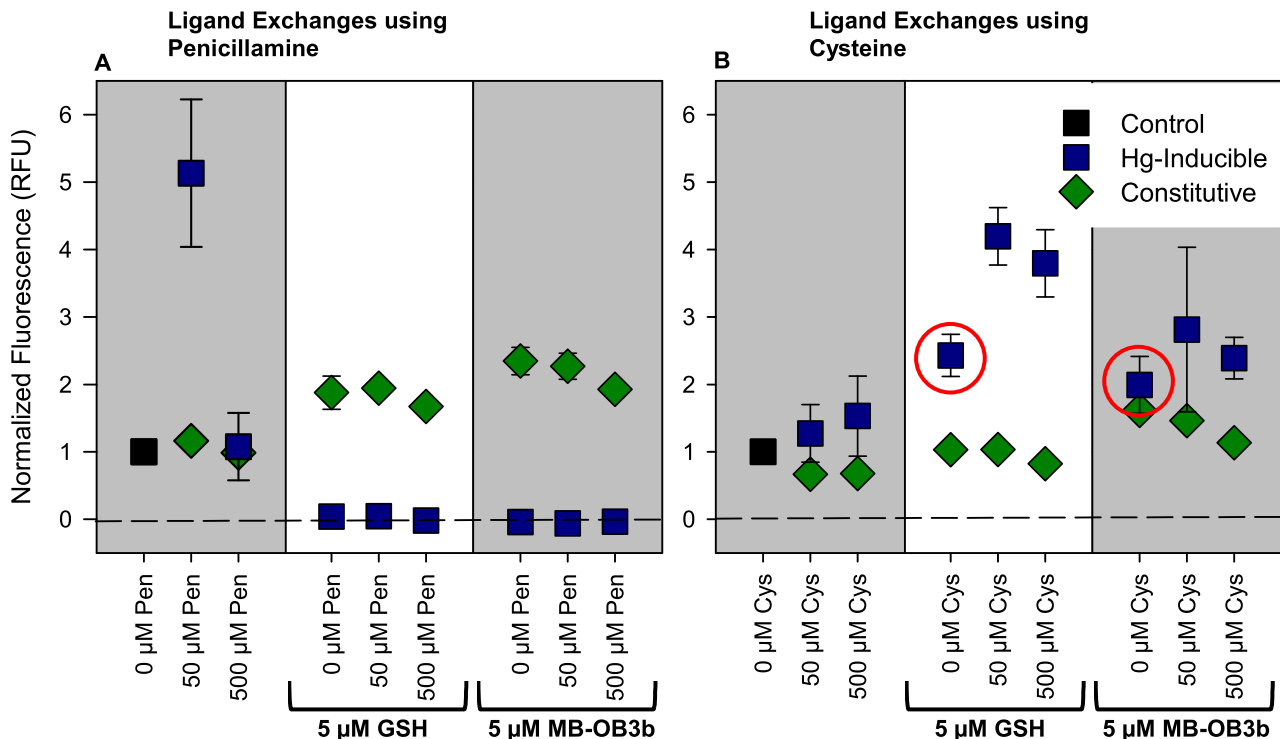 Ligand Exchanges using
Penicillamine
Ligand Exchanges using
Cysteine
A
B
Normalized Fluorescence (RFU)
6
5
4
3
2
1
0
6
5
4
3
2
1
0
Control
Hg-Inducible
Constitutive
0 µM Pen
50 µM Pen
500 µM Pen
0 µM Pen
50 µM Pen
500 µM Pen
0 µM Pen
50 µM Pen
500 µM Pen
0 µM Cys
50 µM Cys
500 µM Cys
0 µM Cys
50 µM Cys
500 µM Cys
0 µM Cys
50 µM Cys
500 µM Cys
5 µM GSH
5 µM MB-OB3b
5 µM GSH
5 µM MB-OB3b